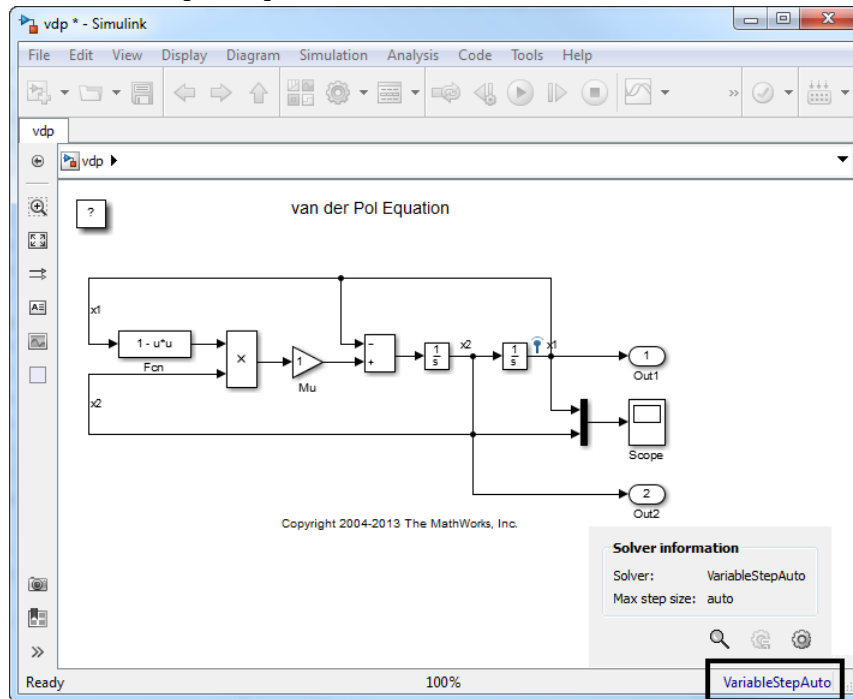 vdp * - Simulink
File Edit View Display Diagram Simulation Analysis Code Tools Help
»
vdp
vdp
?
van der Pol Equation
x1
1 - u*u
Fcn
×
1
Mu
−
+
1
s
x2
1
s
x1
1
Out1
x2
Scope
2
Out2
Copyright 2004-2013 The MathWorks, Inc.
Solver information
Solver: VariableStepAuto
Max step size: auto
»
Ready 100% VariableStepAuto